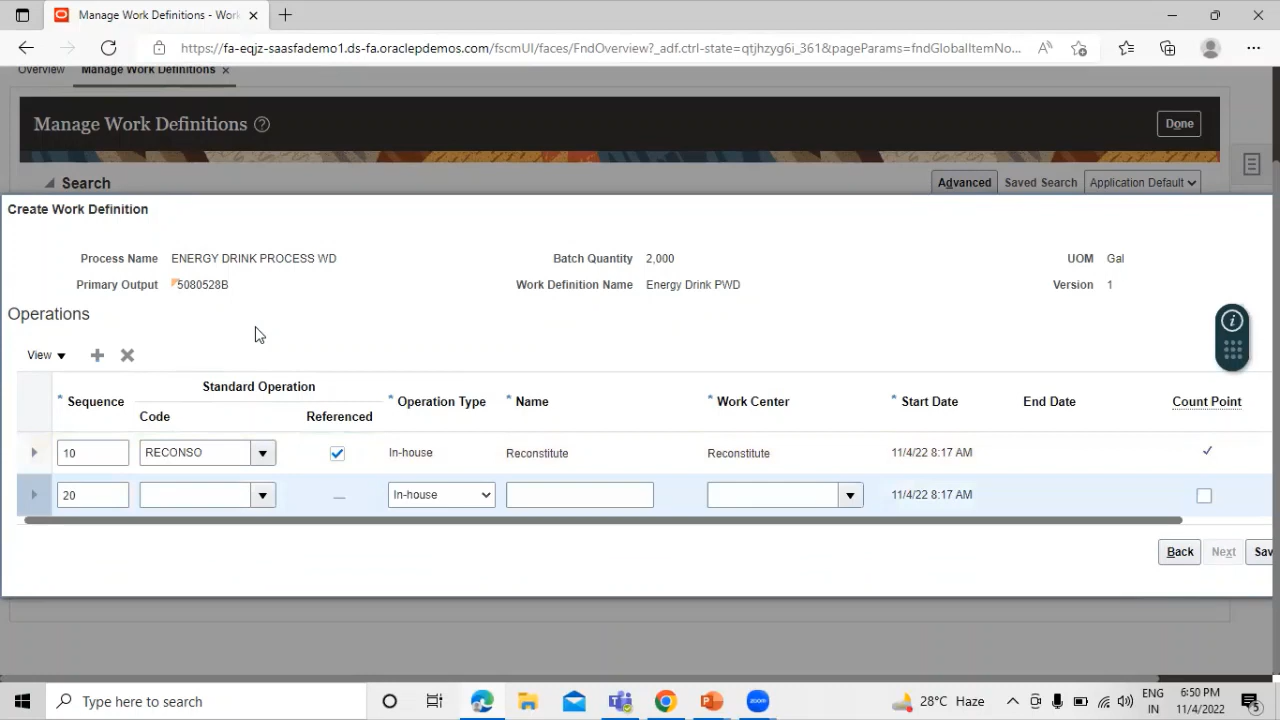 Manage Work Definitions - Wor
https://fa-eqjz-saasfademo1.ds-fa.oraclepdemos.com/fscmUI/faces/FndOverview?_adf.ctrl-state=qtjhzyg6i_361&pageParams=fndGlobalItemNo...
Overview Manage Work Definitions ×
Manage Work Definitions ? Done
Search Advanced Saved Search Application Default
Create Work Definition
Process Name ENERGY DRINK PROCESS WD Batch Quantity 2,000 UOM Gal
Primary Output 5080528B Work Definition Name Energy Drink PWD Version 1
Operations
View
Standard Operation
* Sequence * Operation Type * Name * Work Center * Start Date End Date Count Point
Code Referenced
10 RECONSO In-house Reconstitute Reconstitute 11/4/22 8:17 AM
20 In-house 11/4/22 8:17 AM
Back Next Sav
Type here to search 28°C Haze ENG 6:50 PM
IN 11/4/2022 5